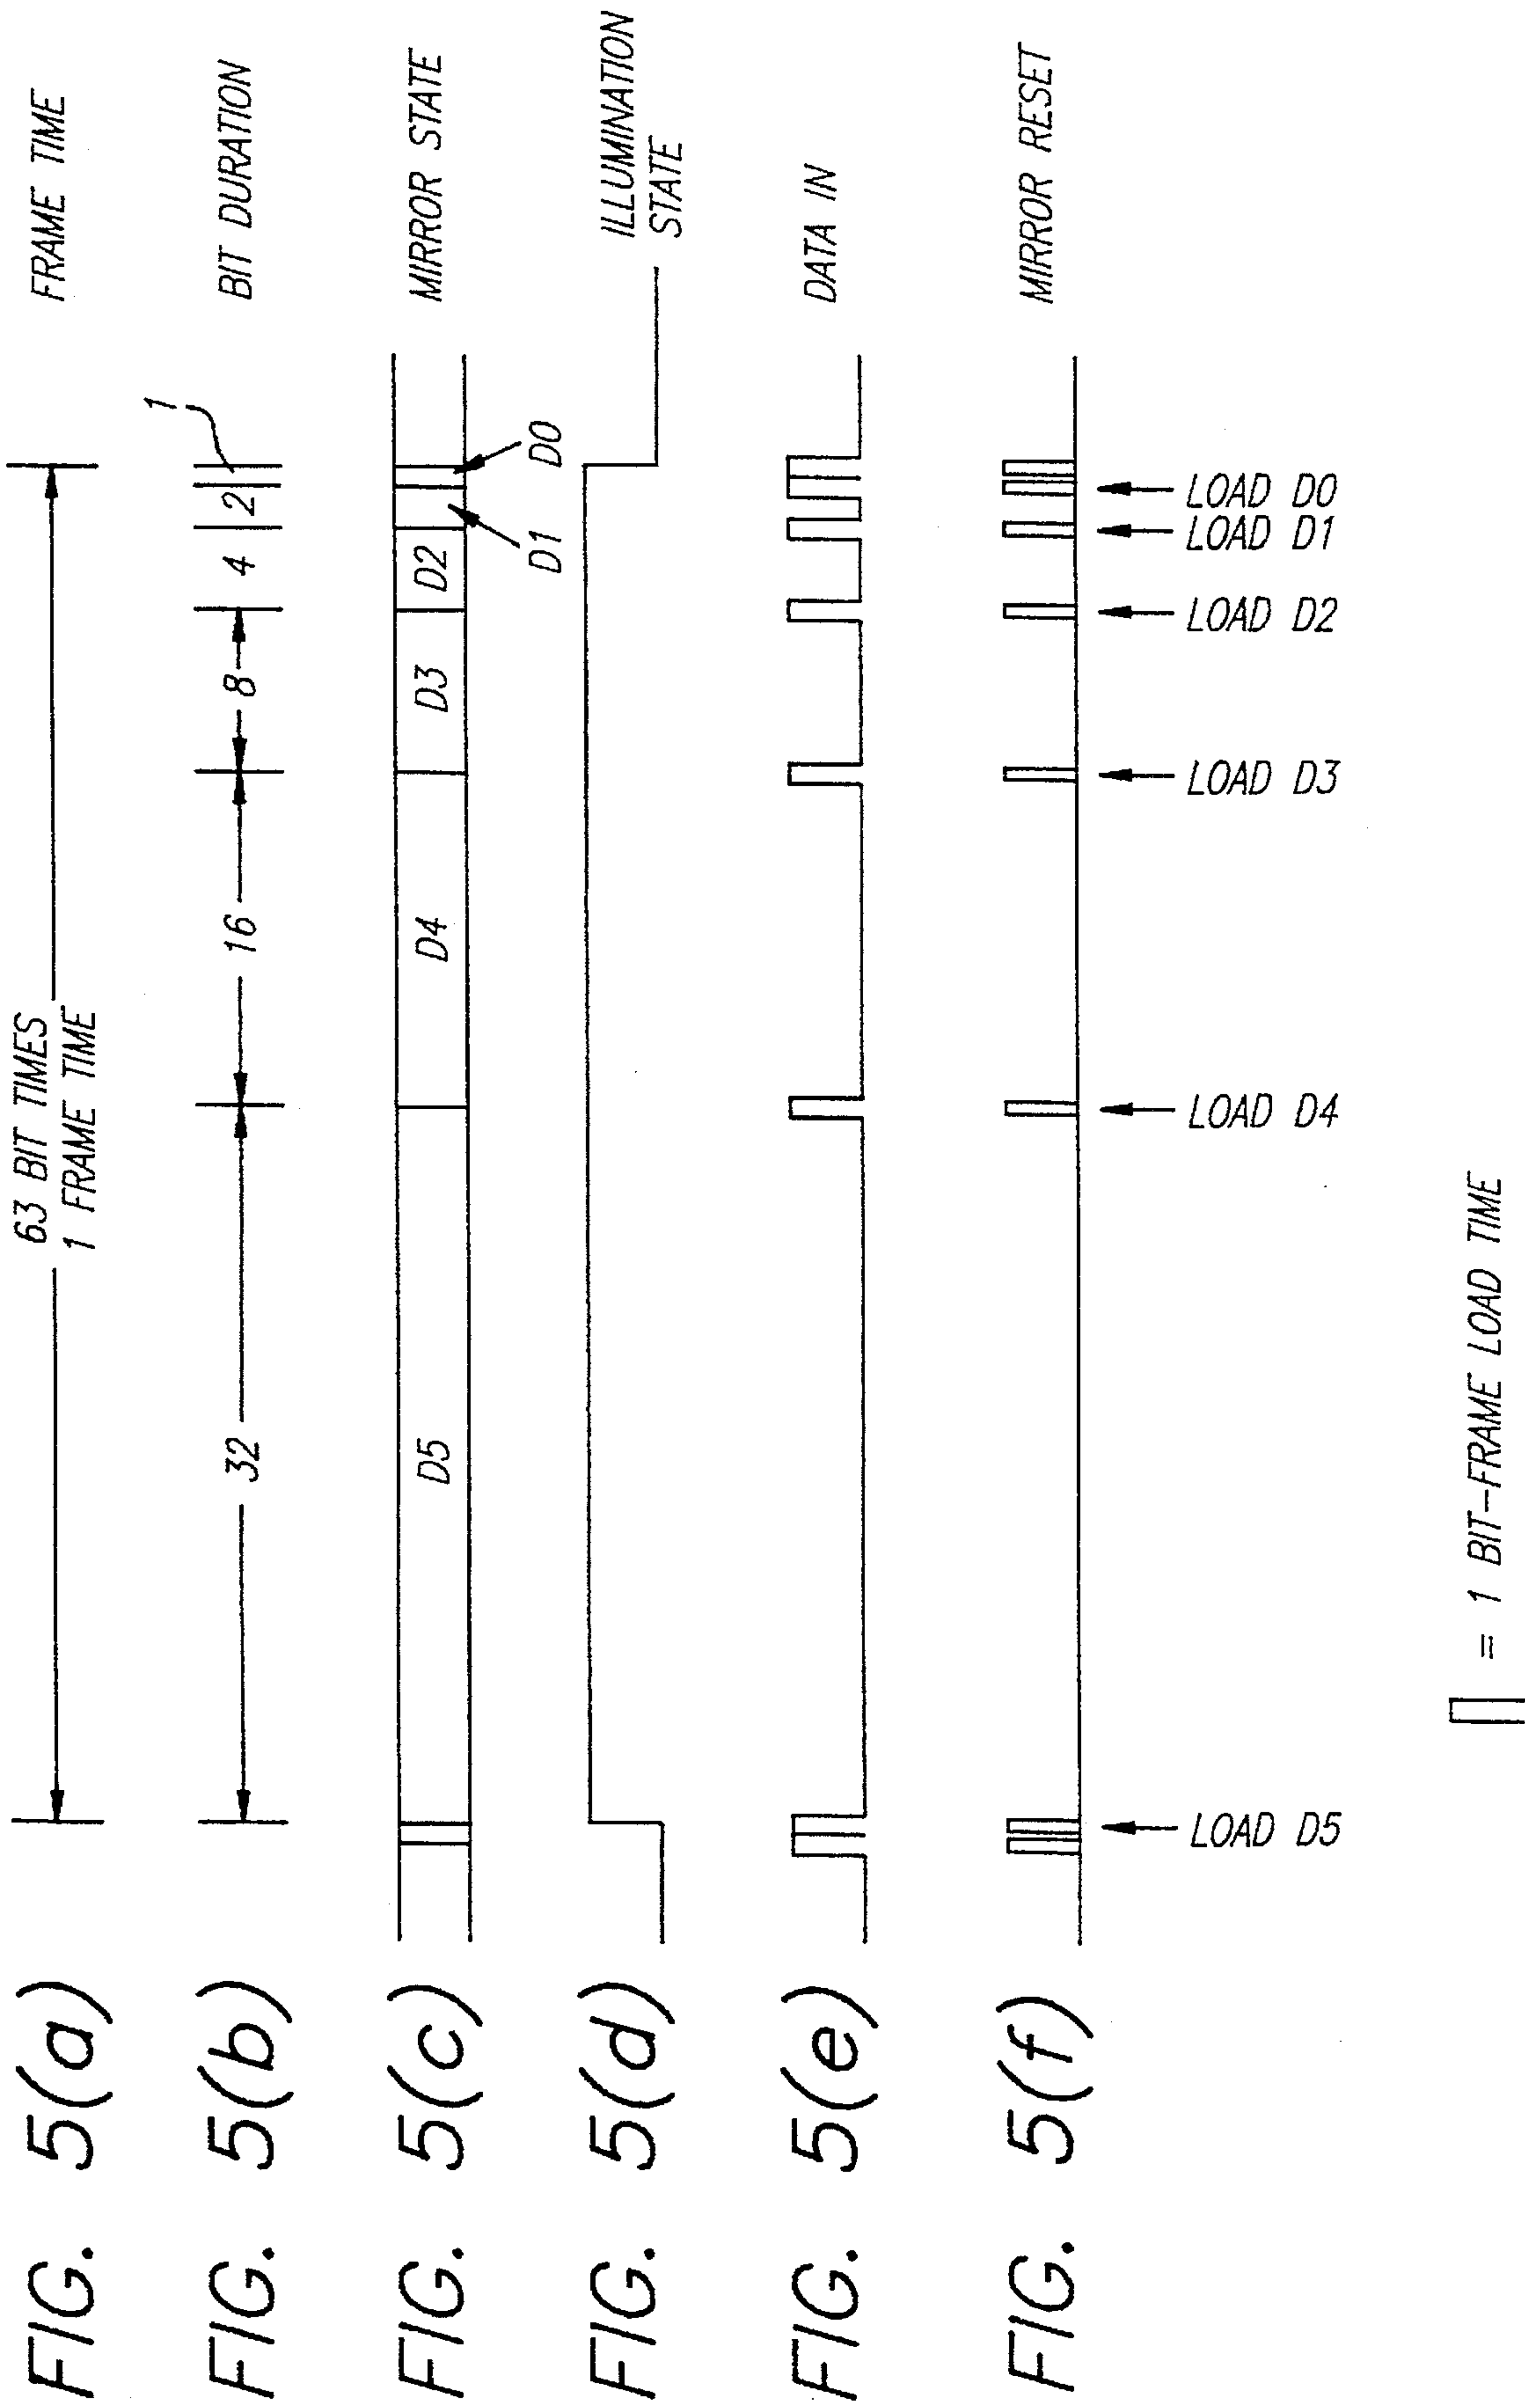 FIG. 5(a)
63 BIT TIMES
1 FRAME TIME
FRAME TIME
FIG. 5(b)
32
16
8
4
2
1
BIT DURATION
FIG. 5(c)
D5
D4
D3
D2
D1
D0
MIRROR STATE
FIG. 5(d)
ILLUMINATION
STATE
FIG. 5(e)
DATA IN
FIG. 5(f)
MIRROR RESET
LOAD D5
LOAD D4
LOAD D3
LOAD D2
LOAD D1
LOAD D0
= 1 BIT-FRAME LOAD TIME